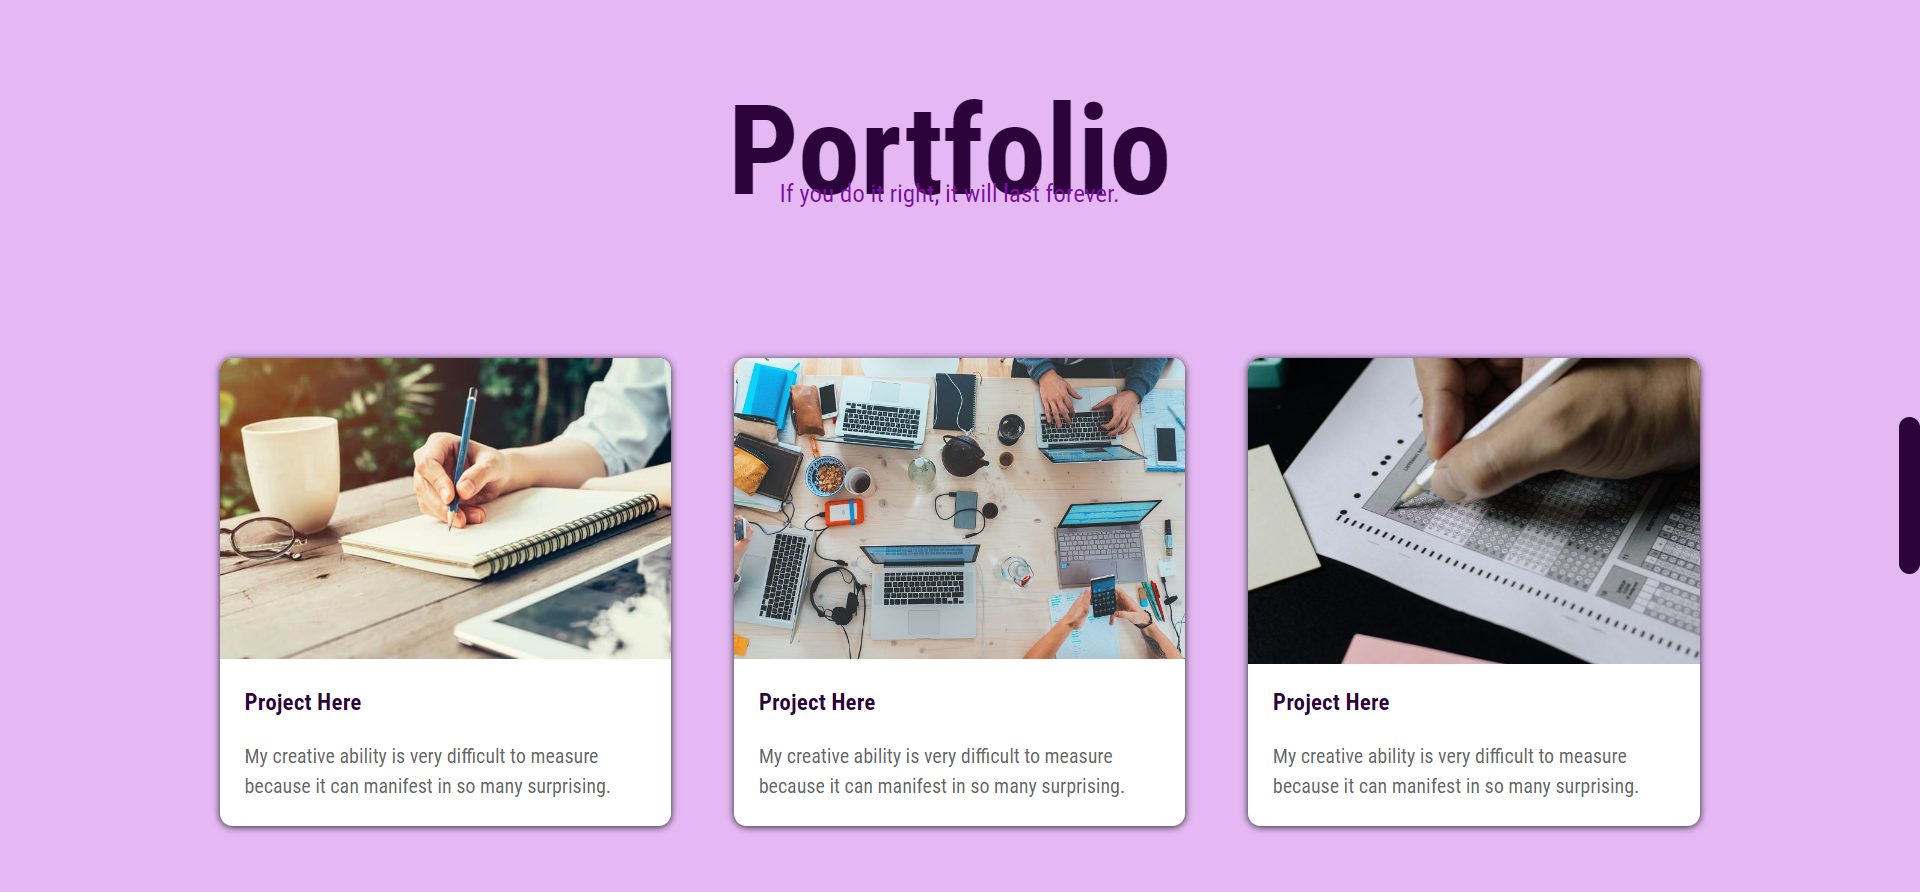 Portfolio
If you do it right, it will last forever.
Project Here
My creative ability is very difficult to measure
because it can manifest in so many surprising.
Project Here
My creative ability is very difficult to measure
because it can manifest in so many surprising.
Project Here
My creative ability is very difficult to measure
because it can manifest in so many surprising.